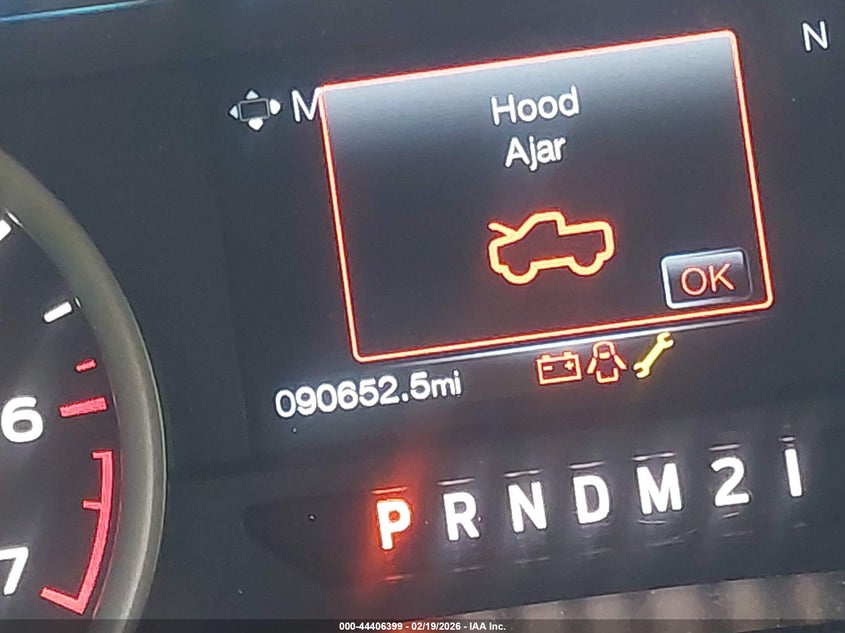 N
M
Hood
Ajar
OK
090652.5mi
6
P R N D M 2 1
7
000-44406399 - 02/19/2026 - IAA Inc.